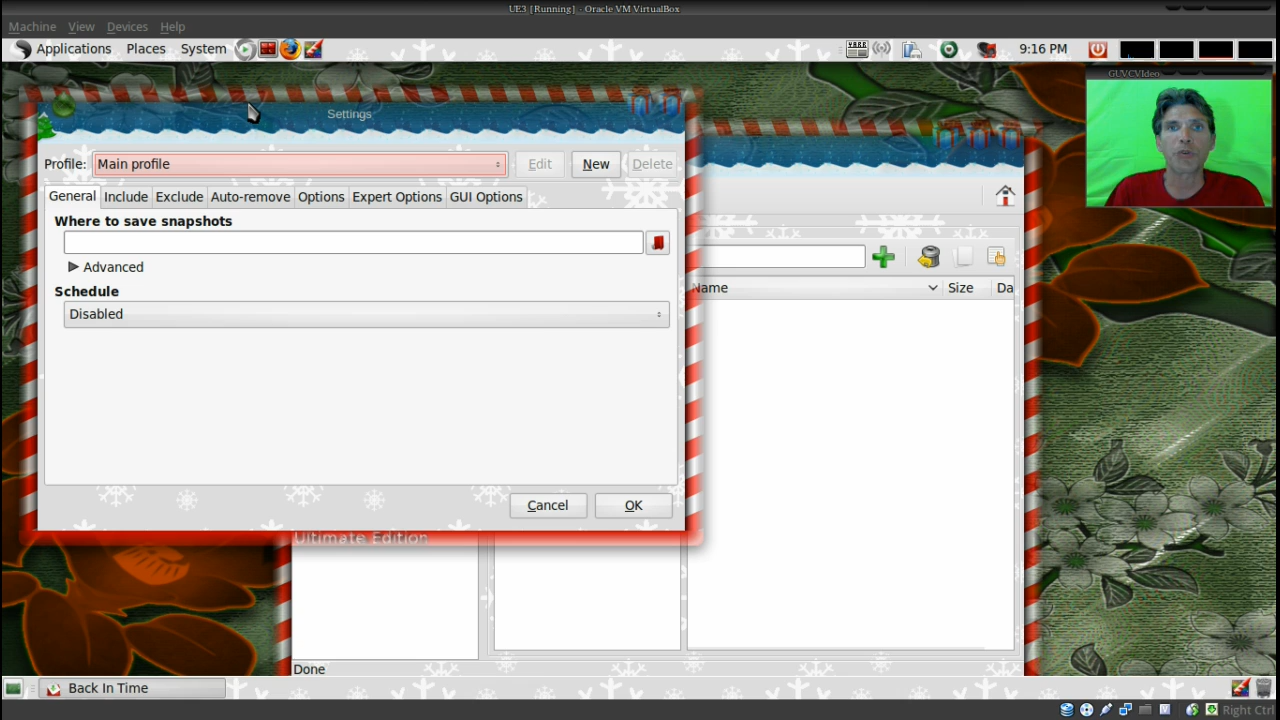 UE3 [Running] - Oracle VM VirtualBox
Machine View Devices Help
Applications Places System 9:16 PM
GUVCVIdeo
Settings
Profile: Main profile Edit New Delete
General Include Exclude Auto-remove Options Expert Options GUI Options
Where to save snapshots
Advanced
Schedule
Disabled
Cancel OK
Name Size Da
Ultimate Edition
Done
Back In Time
Right Ctrl